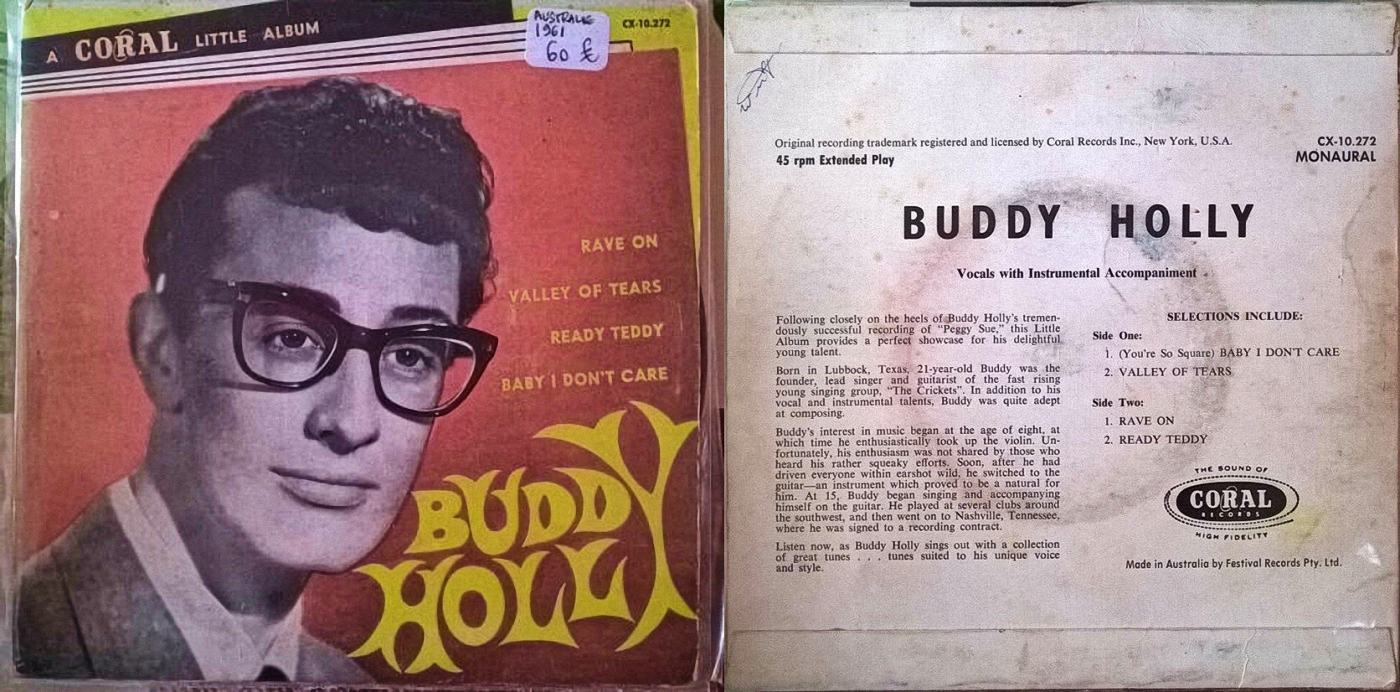 A CORAL LITTLE ALBUM
AUSTRALIE
1961
60 £
CX-10.272
RAVE ON
VALLEY OF TEARS
READY TEDDY
BABY I DON'T CARE
BUDDY
HOLLY
Original recording trademark registered and licensed by Coral Records Inc., New York, U.S.A.
45 rpm Extended Play
CX-10.272
MONAURAL
BUDDY HOLLY
Vocals with Instrumental Accompaniment
Following closely on the heels of Buddy Holly's tremen-
dously successful recording of "Peggy Sue," this Little
Album provides a perfect showcase for his delightful
young talent.
Born in Lubbock, Texas, 21-year-old Buddy was the
founder, lead singer and guitarist of the fast rising
young singing group, "The Crickets". In addition to his
vocal and instrumental talents, Buddy was quite adept
at composing.
Buddy's interest in music began at the age of eight, at
which time he enthusiastically took up the violin. Un-
fortunately, his enthusiasm was not shared by those who
heard his rather squeaky efforts. Soon, after he had
driven everyone within earshot wild, he switched to the
guitar—an instrument which proved to be a natural for
him. At 15, Buddy began singing and accompanying
himself on the guitar. He played at several clubs around
the southwest, and then went on to Nashville, Tennessee,
where he was signed to a recording contract.
Listen now, as Buddy Holly sings out with a collection
of great tunes . . . tunes suited to his unique voice
and style.
SELECTIONS INCLUDE:
Side One:
1. (You're So Square) BABY I DON'T CARE
2. VALLEY OF TEARS
Side Two:
1. RAVE ON
2. READY TEDDY
THE SOUND OF
CORAL
RECORDS
HIGH FIDELITY
Made in Australia by Festival Records Pty. Ltd.